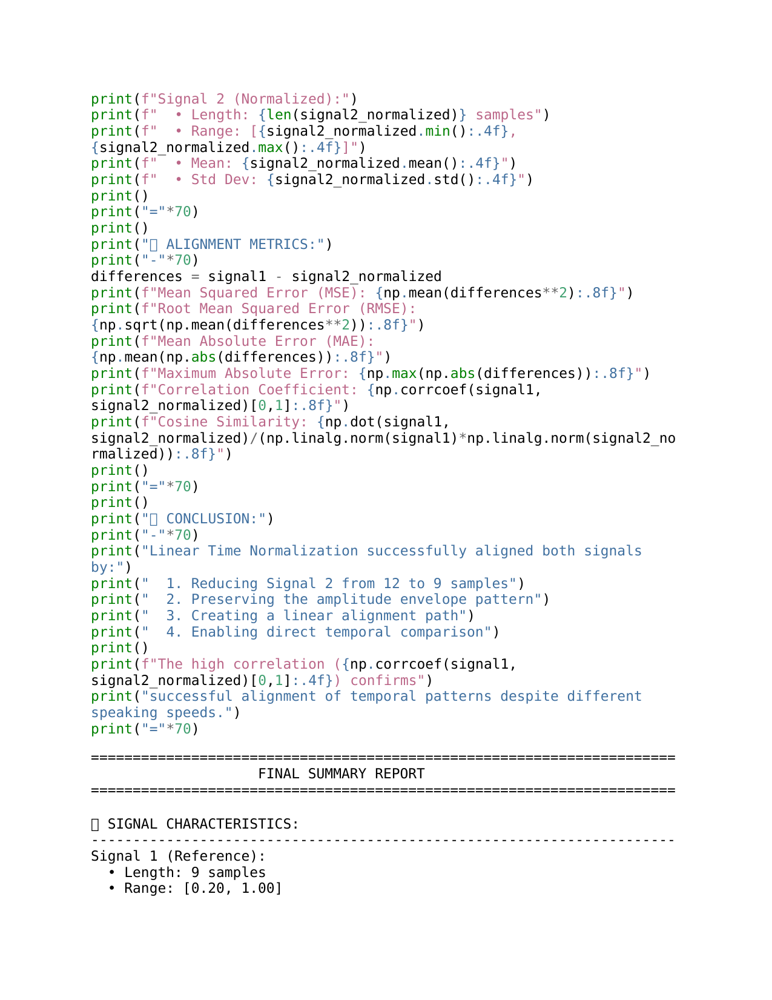 print(f"Signal 2 (Normalized):")
print(f"  • Length: {len(signal2_normalized)} samples")
print(f"  • Range: [{signal2_normalized.min():.4f},
{signal2_normalized.max():.4f}]")
print(f"  • Mean: {signal2_normalized.mean():.4f}")
print(f"  • Std Dev: {signal2_normalized.std():.4f}")
print()
print("="*70)
print()
print("▯ ALIGNMENT METRICS:")
print("-"*70)
differences = signal1 - signal2_normalized
print(f"Mean Squared Error (MSE): {np.mean(differences**2):.8f}")
print(f"Root Mean Squared Error (RMSE):
{np.sqrt(np.mean(differences**2)):.8f}")
print(f"Mean Absolute Error (MAE):
{np.mean(np.abs(differences)):.8f}")
print(f"Maximum Absolute Error: {np.max(np.abs(differences)):.8f}")
print(f"Correlation Coefficient: {np.corrcoef(signal1,
signal2_normalized)[0,1]:.8f}")
print(f"Cosine Similarity: {np.dot(signal1,
signal2_normalized)/(np.linalg.norm(signal1)*np.linalg.norm(signal2_no
rmalized)):.8f}")
print()
print("="*70)
print()
print("▯ CONCLUSION:")
print("-"*70)
print("Linear Time Normalization successfully aligned both signals
by:")
print("  1. Reducing Signal 2 from 12 to 9 samples")
print("  2. Preserving the amplitude envelope pattern")
print("  3. Creating a linear alignment path")
print("  4. Enabling direct temporal comparison")
print()
print(f"The high correlation ({np.corrcoef(signal1,
signal2_normalized)[0,1]:.4f}) confirms")
print("successful alignment of temporal patterns despite different
speaking speeds.")
print("="*70)
======================================================================
                    FINAL SUMMARY REPORT
======================================================================
▯ SIGNAL CHARACTERISTICS:
----------------------------------------------------------------------
Signal 1 (Reference):
  • Length: 9 samples
  • Range: [0.20, 1.00]